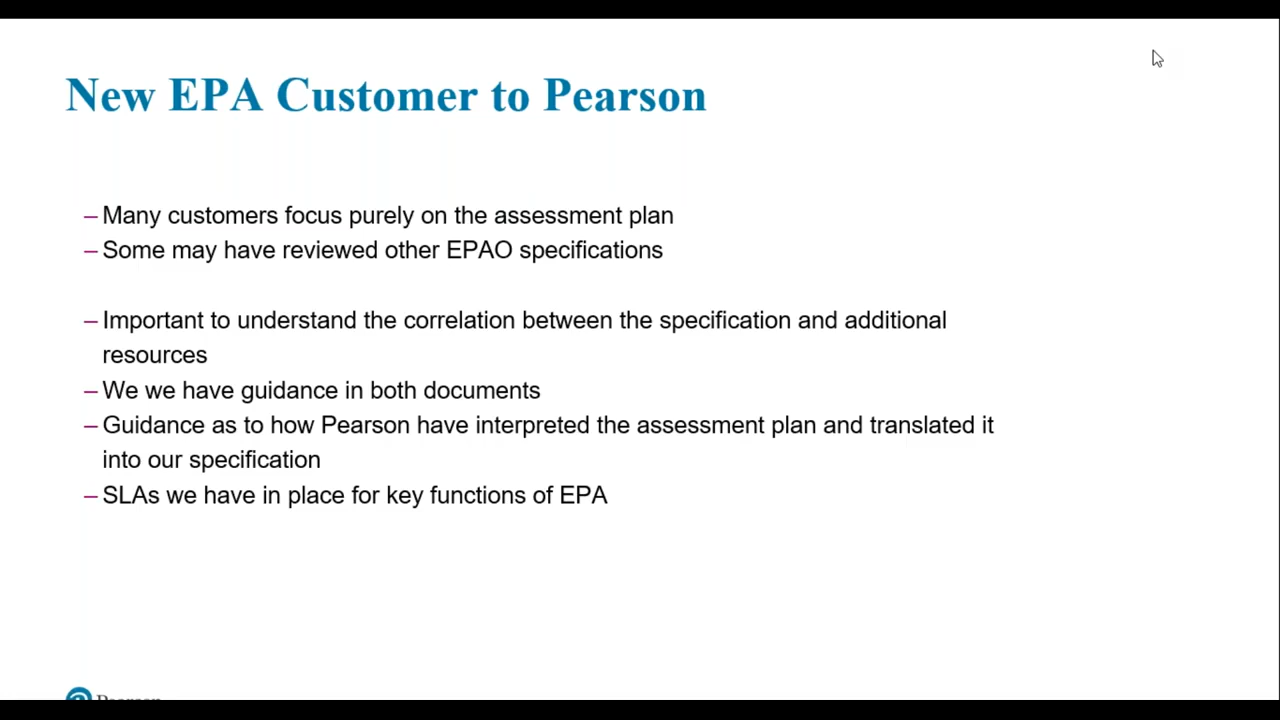 New EPA Customer to Pearson
– Many customers focus purely on the assessment plan
– Some may have reviewed other EPAO specifications
– Important to understand the correlation between the specification and additional
resources
– We we have guidance in both documents
– Guidance as to how Pearson have interpreted the assessment plan and translated it
into our specification
– SLAs we have in place for key functions of EPA
Pearson